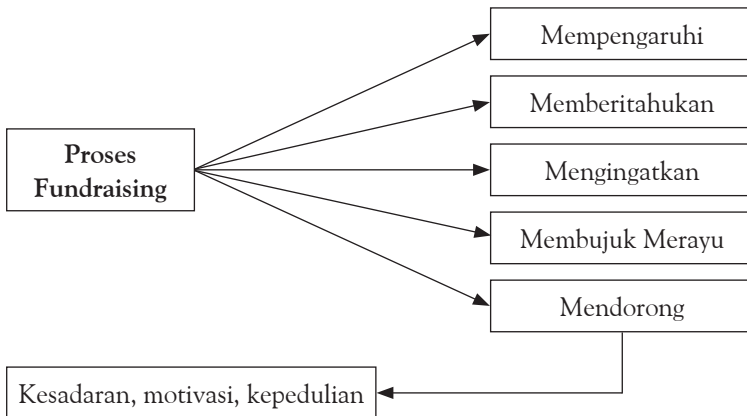 Mempengaruhi
Memberitahukan
Proses
Fundraising
Mengingatkan
Membujuk Merayu
Mendorong
Kesadaran, motivasi, kepedulian